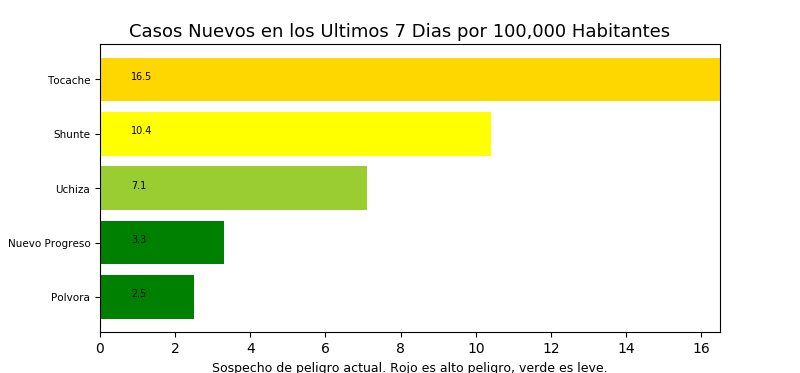 Casos Nuevos en los Ultimos 7 Dias por 100,000 Habitantes
Tocache 16.5
Shunte 10.4
Uchiza 7.1
Nuevo Progreso 3.3
Polvora 2.5
0 2 4 6 8 10 12 14 16
Sospecho de peligro actual. Rojo es alto peligro, verde es leve.